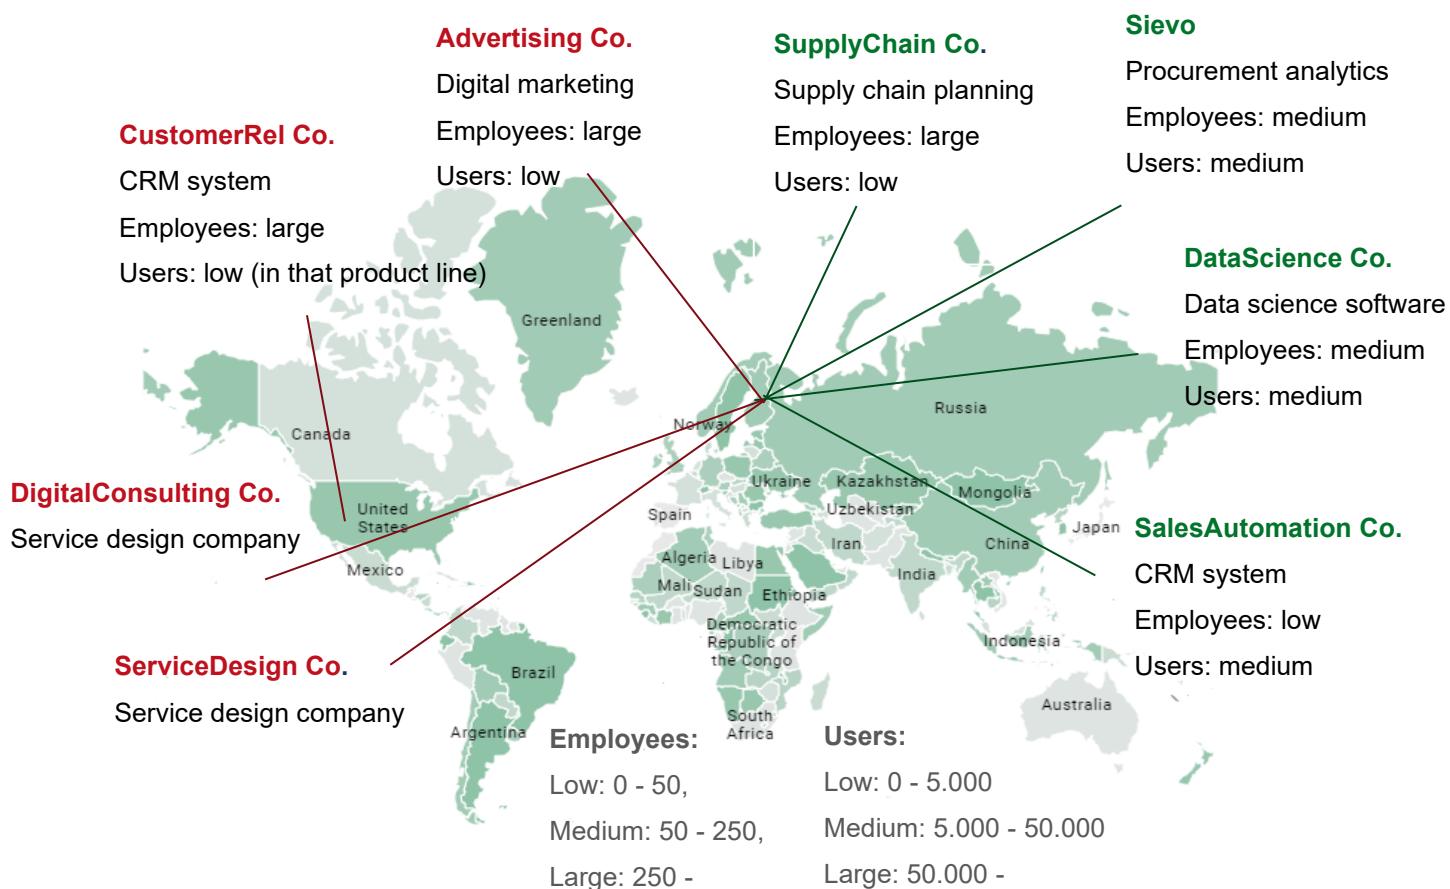 Advertising Co.
Digital marketing
Employees: large
Users: low
SupplyChain Co.
Supply chain planning
Employees: large
Users: low
Sievo
Procurement analytics
Employees: medium
Users: medium
CustomerRel Co.
CRM system
Employees: large
Users: low (in that product line)
DataScience Co.
Data science software
Employees: medium
Users: medium
DigitalConsulting Co.
Service design company
SalesAutomation Co.
CRM system
Employees: low
Users: medium
ServiceDesign Co.
Service design company
Greenland
Canada
United
States
Mexico
Brazil
Argentina
Norway
Russia
Ukraine
Kazakhstan
Mongolia
Uzbekistan
Spain
Japan
China
Iran
India
Algeria
Libya
Mali
Sudan
Ethiopia
Democratic
Republic of
the Congo
Indonesia
Australia
South
Africa
Employees:
Low: 0 - 50,
Medium: 50 - 250,
Large: 250 -
Users:
Low: 0 - 5.000
Medium: 5.000 - 50.000
Large: 50.000 -